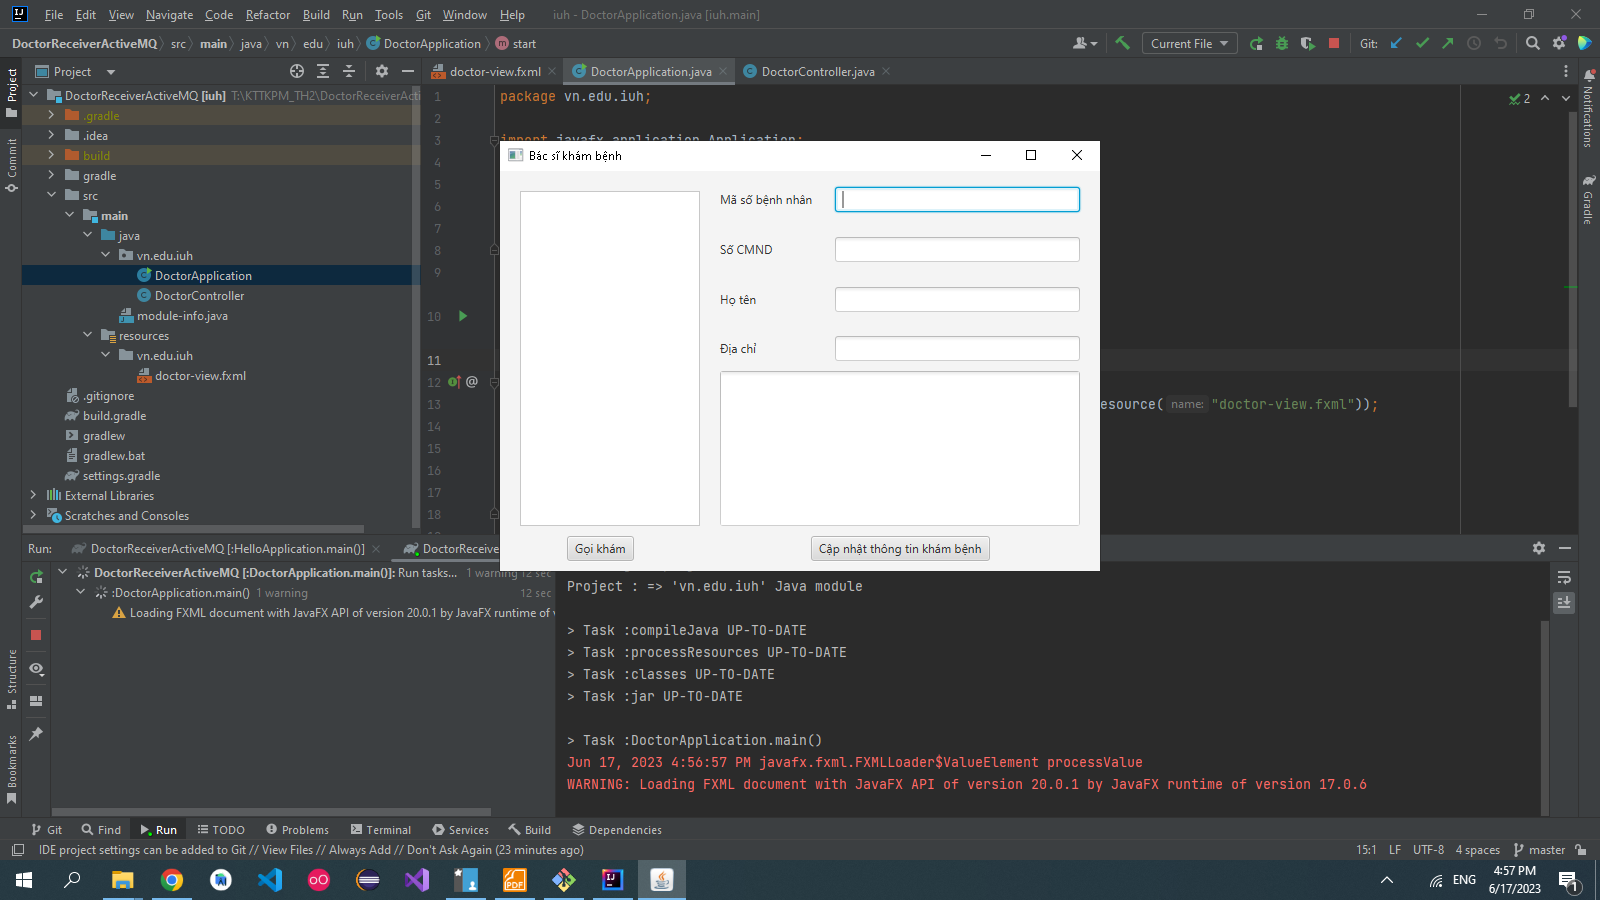 File Edit View Navigate Code Refactor Build Run Tools Git Window Help iuh - DoctorApplication.java [iuh.main]
DoctorReceiverActiveMQ src main java vn edu iuh DoctorApplication start Current File Git:
Project
doctor-view.fxml DoctorApplication.java DoctorController.java
Project
Commit
Structure
Bookmarks
Notifications
Gradle
DoctorReceiverActiveMQ [iuh] T:\KTTKPM_TH2\DoctorReceiverActi
.gradle
.idea
build
gradle
src
main
java
vn.edu.iuh
DoctorApplication
DoctorController
module-info.java
resources
vn.edu.iuh
doctor-view.fxml
.gitignore
build.gradle
gradlew
gradlew.bat
settings.gradle
External Libraries
Scratches and Consoles
1 package vn.edu.iuh;
2
3 import javafx.application.Application;
4
5
6
7
8
9
10
11
12 @
13 esource( name: "doctor-view.fxml"));
14
15
16
17
18
2
Bác sĩ khám bệnh
Mã số bệnh nhân
Số CMND
Họ tên
Địa chỉ
Gọi khám
Cập nhật thông tin khám bệnh
Run: DoctorReceiverActiveMQ [:HelloApplication.main()] DoctorReceive
DoctorReceiverActiveMQ [:DoctorApplication.main()]: Run tasks... 1 warning 12 sec
:DoctorApplication.main() 1 warning 12 sec
Loading FXML document with JavaFX API of version 20.0.1 by JavaFX runtime of v
Project : => 'vn.edu.iuh' Java module
> Task :compileJava UP-TO-DATE
> Task :processResources UP-TO-DATE
> Task :classes UP-TO-DATE
> Task :jar UP-TO-DATE
> Task :DoctorApplication.main()
Jun 17, 2023 4:56:57 PM javafx.fxml.FXMLLoader$ValueElement processValue
WARNING: Loading FXML document with JavaFX API of version 20.0.1 by JavaFX runtime of version 17.0.6
Git Find Run TODO Problems Terminal Services Build Dependencies
IDE project settings can be added to Git // View Files // Always Add // Don't Ask Again (23 minutes ago) 15:1 LF UTF-8 4 spaces master
ENG 4:57 PM
6/17/2023 1